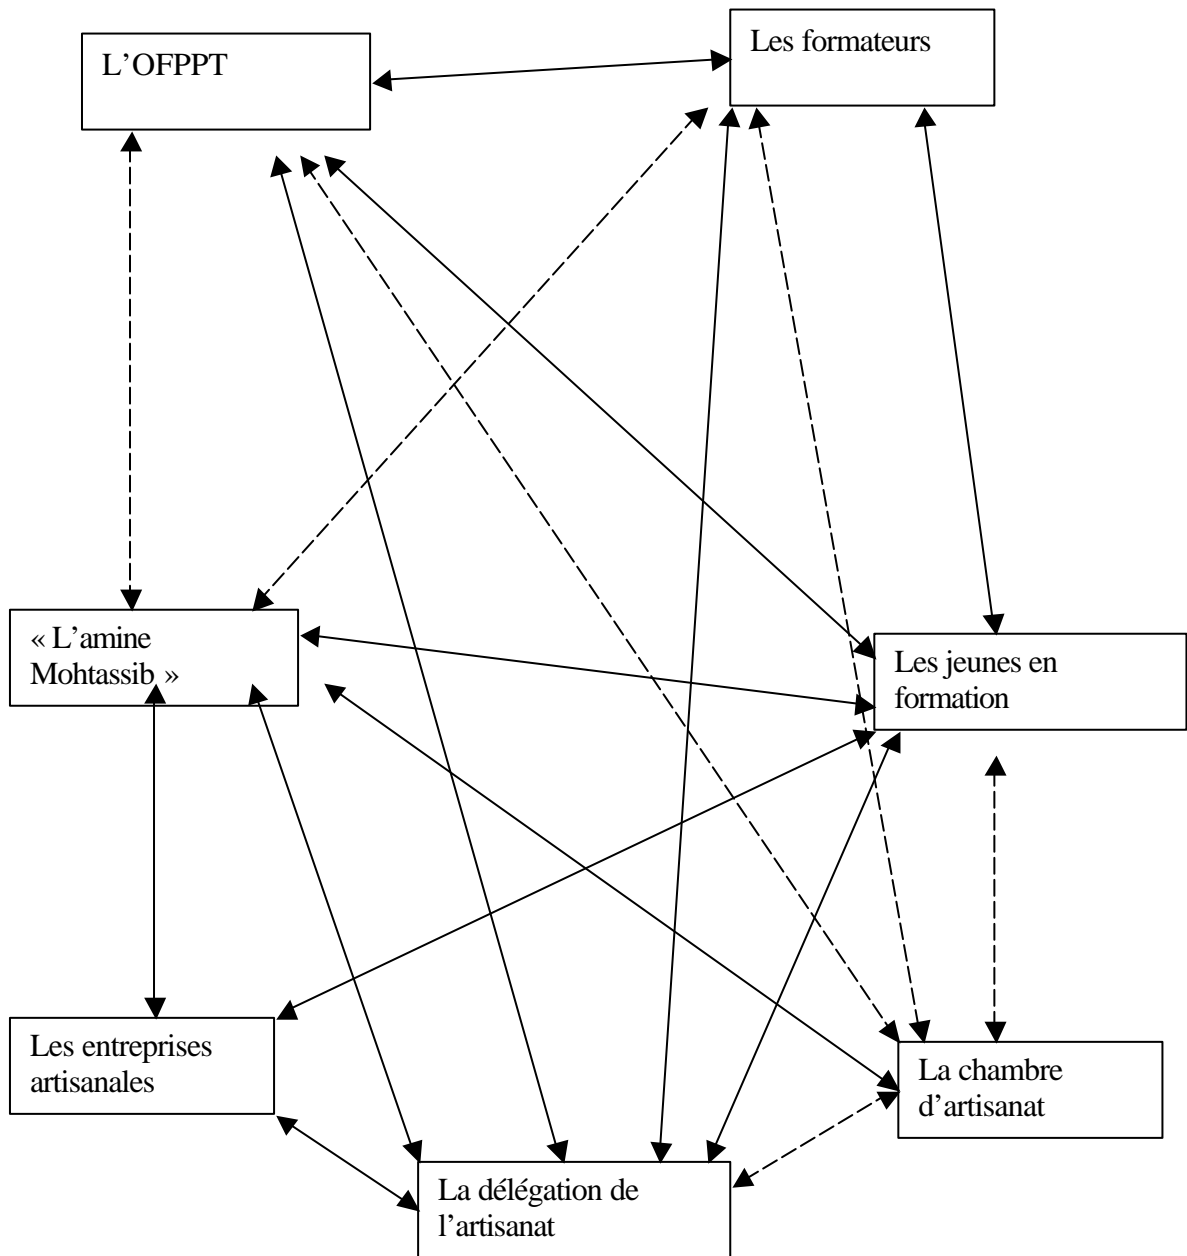 L’OFPPT
Les formateurs
« L’amine
Mohtassib »
Les jeunes en
formation
Les entreprises
artisanales
La chambre
d’artisanat
La délégation de
l’artisanat